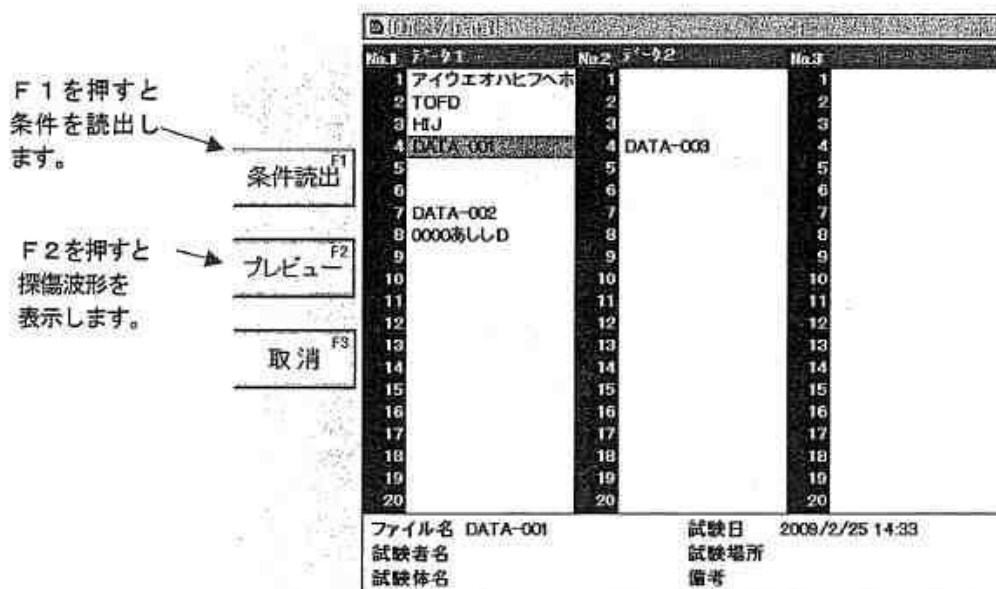 F1を押すと
条件を読出し
ます。
条件読出 F1
F2を押すと
探傷波形を
表示します。
プレビュー F2
取消 F3
No.1 データ1 No.2 データ2 No.3
1 アイウエオハヒフヘホ 1 1
2 TOFD 2 2
3 HIJ 3 3
4 DATA-001 4 DATA-003 4
5 5 5
6 6 6
7 DATA-002 7 7
8 0000あししD 8 8
9 9 9
10 10 10
11 11 11
12 12 12
13 13 13
14 14 14
15 15 15
16 16 16
17 17 17
18 18 18
19 19 19
20 20 20
ファイル名 DATA-001 試験日 2009/2/25 14:33
試験者名 試験場所
試験体名 備考